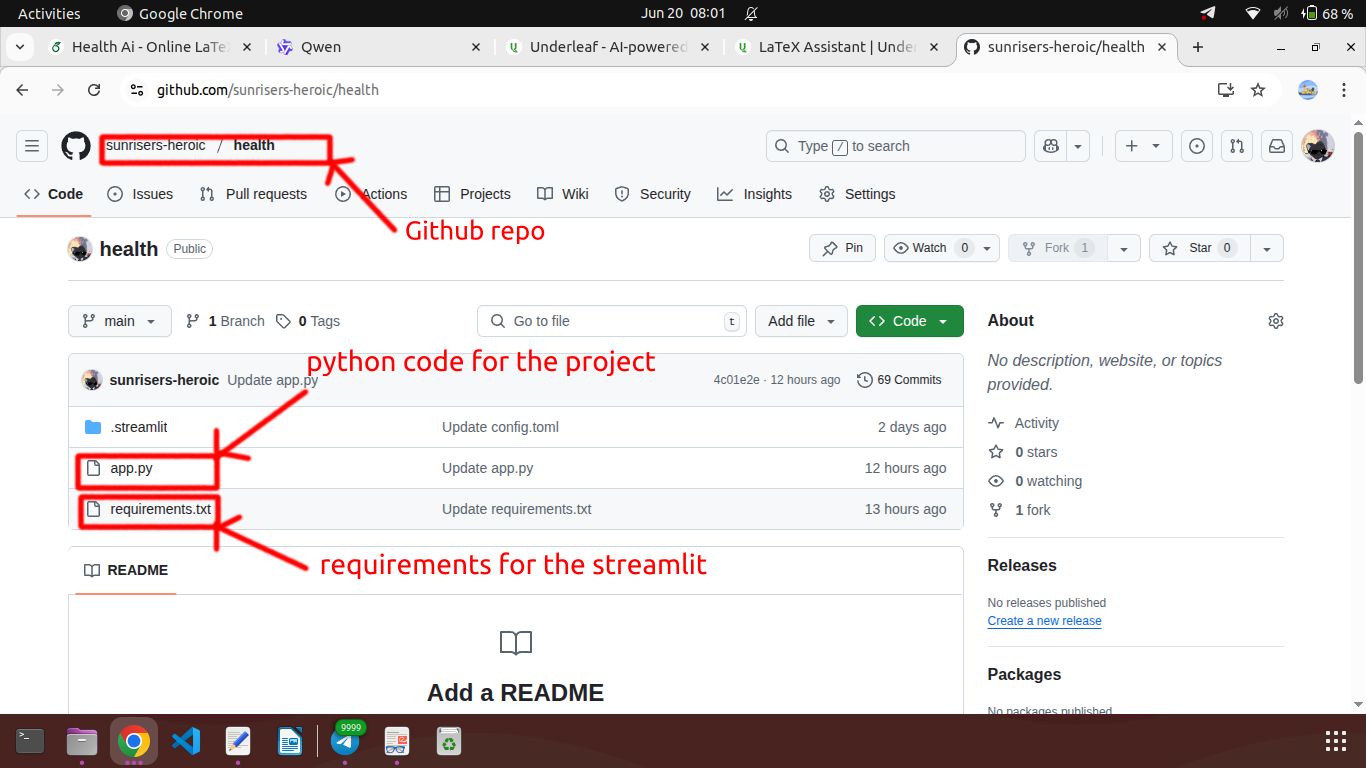 Activities Google Chrome Jun 20 08:01 68 %
Health Ai - Online LaTe Qwen Underleaf - AI-powered LaTeX Assistant | Unde sunrisers-heroic/health
github.com/sunrisers-heroic/health
sunrisers-heroic / health Type / to search
Code Issues Pull requests Actions Projects Wiki Security Insights Settings
Github repo
health Public Pin Watch 0 Fork 1 Star 0
main 1 Branch 0 Tags Go to file t Add file Code About
python code for the project
No description, website, or topics
provided.
sunrisers-heroic Update app.py 4c01e2e · 12 hours ago 69 Commits
.streamlit Update config.toml 2 days ago Activity
0 stars
app.py Update app.py 12 hours ago
0 watching
requirements.txt Update requirements.txt 13 hours ago
1 fork
requirements for the streamlit
README Releases
No releases published
Create a new release
Add a README
Packages
No packages published
>_ 9999